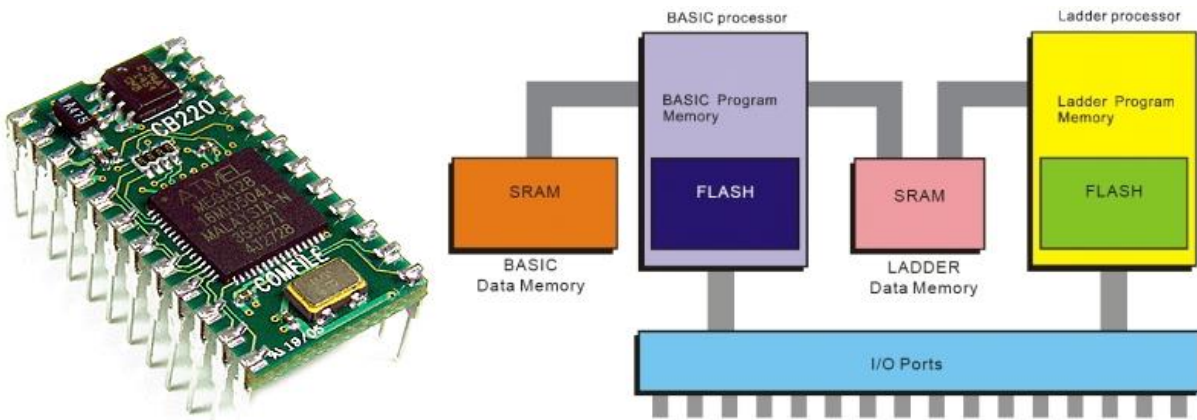 CB220
ATMEL
MEGA128
COMFILE
BASIC processor
BASIC Program
Memory
FLASH
SRAM
BASIC
Data Memory
SRAM
LADDER
Data Memory
Ladder processor
Ladder Program
Memory
FLASH
I/O Ports